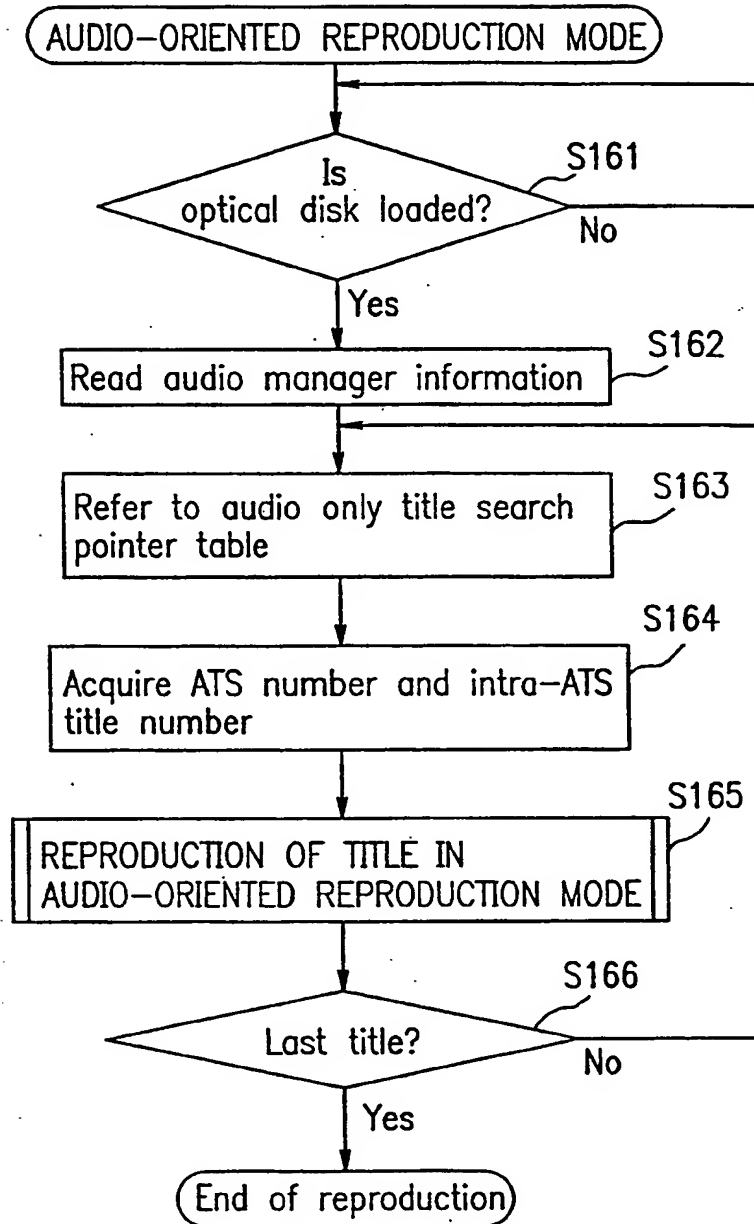 AUDIO-ORIENTED REPRODUCTION MODE
S161
Is
optical disk loaded?
No
Yes
S162
Read audio manager information
S163
Refer to audio only title search
pointer table
S164
Acquire ATS number and intra-ATS
title number
S165
REPRODUCTION OF TITLE IN
AUDIO-ORIENTED REPRODUCTION MODE
S166
Last title?
No
Yes
End of reproduction